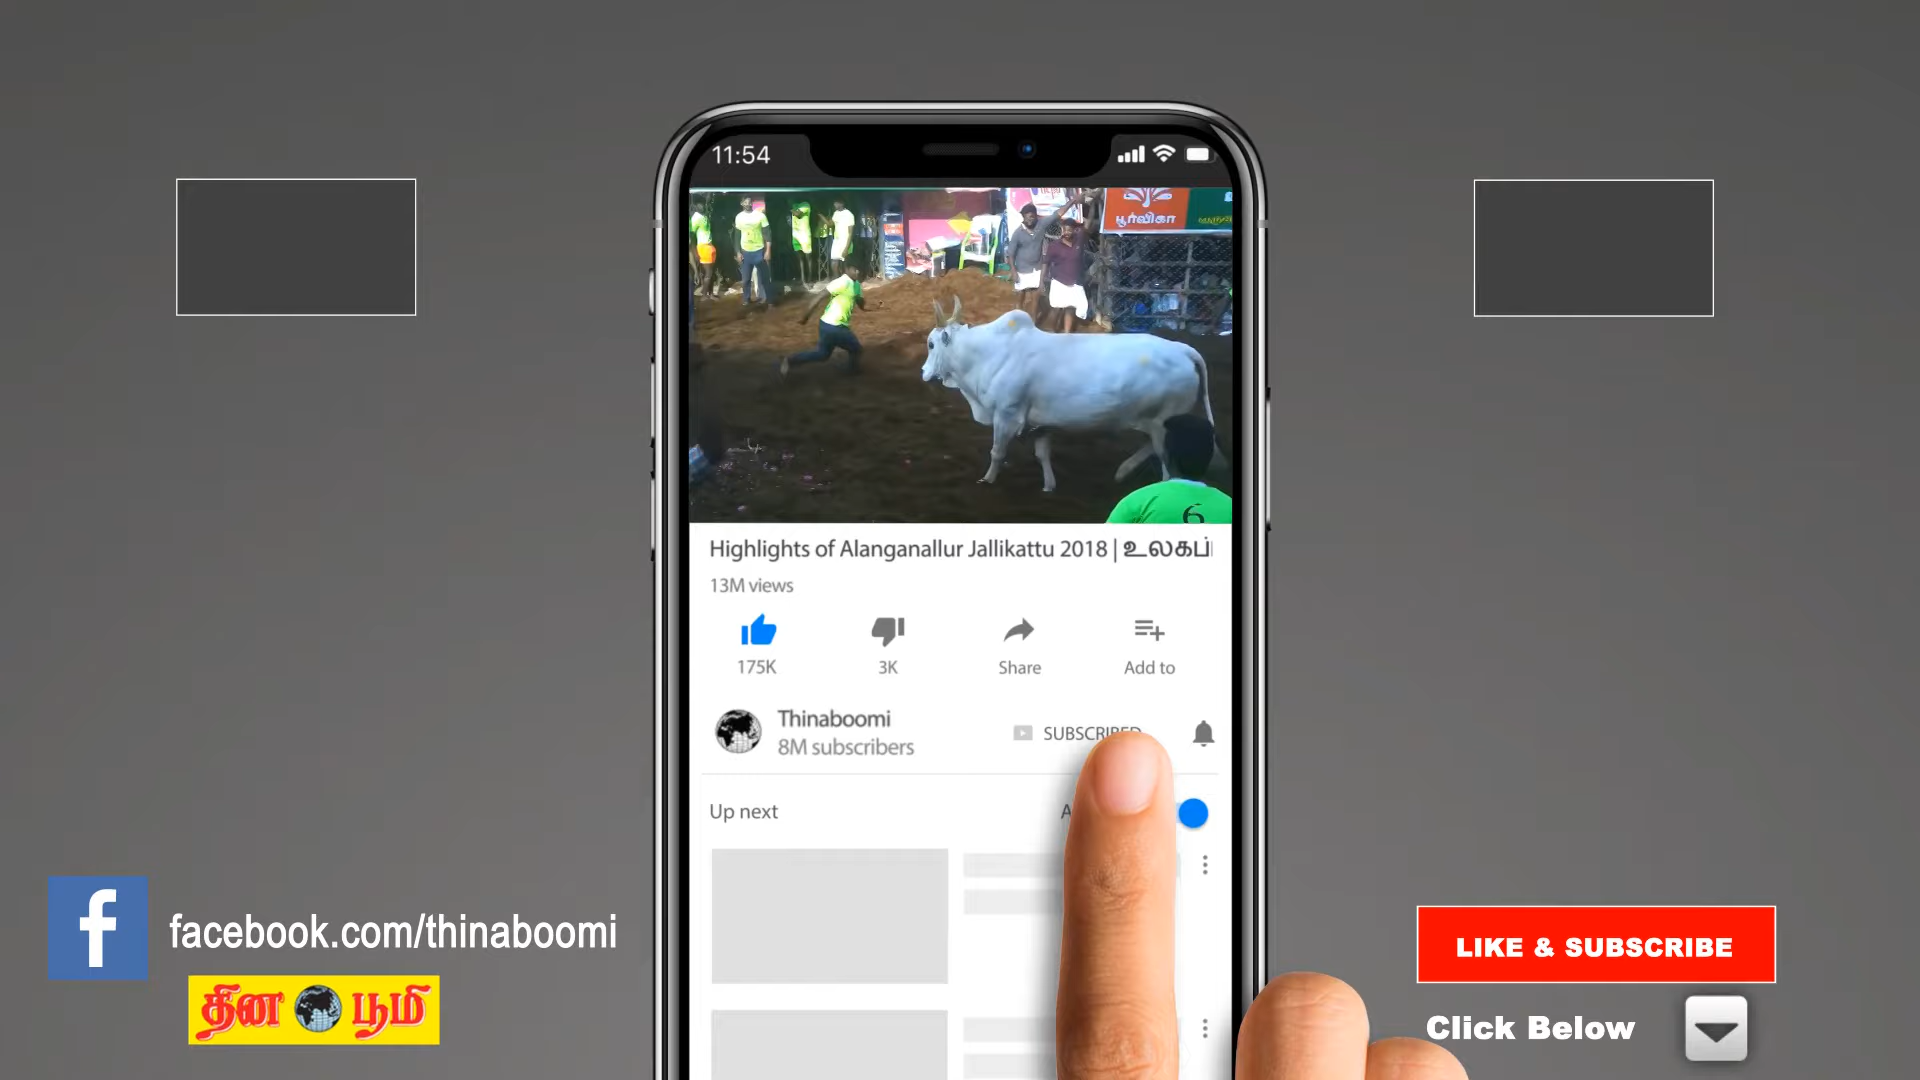 11:54
பூர்விகா
6
Highlights of Alanganallur Jallikattu 2018 | உலகப்
13M views
175K
3K
Share
Add to
Thinaboomi
8M subscribers
SUBSCRIBED
Up next
facebook.com/thinaboomi
தின பூமி
LIKE & SUBSCRIBE
Click Below